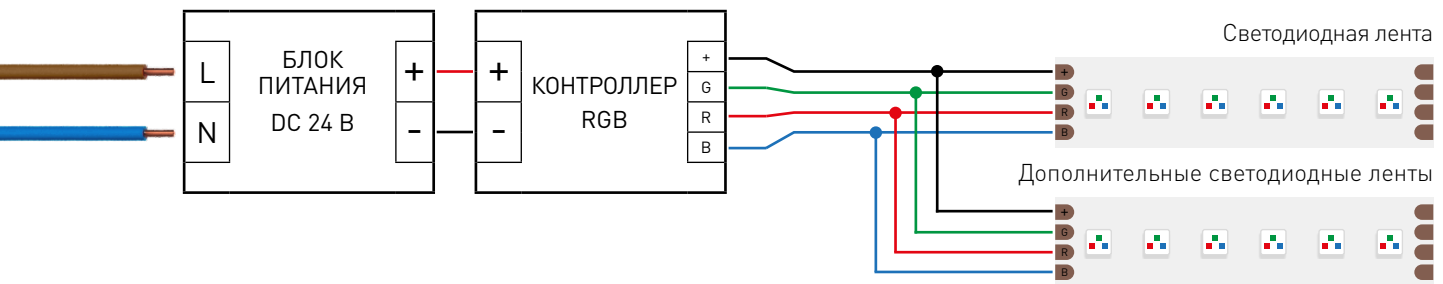 L
N
БЛОК
ПИТАНИЯ
DC 24 В
+
-
+
-
КОНТРОЛЛЕР
RGB
+
G
R
B
Светодиодная лента
+
G
R
B
Дополнительные светодиодные ленты
+
G
R
B